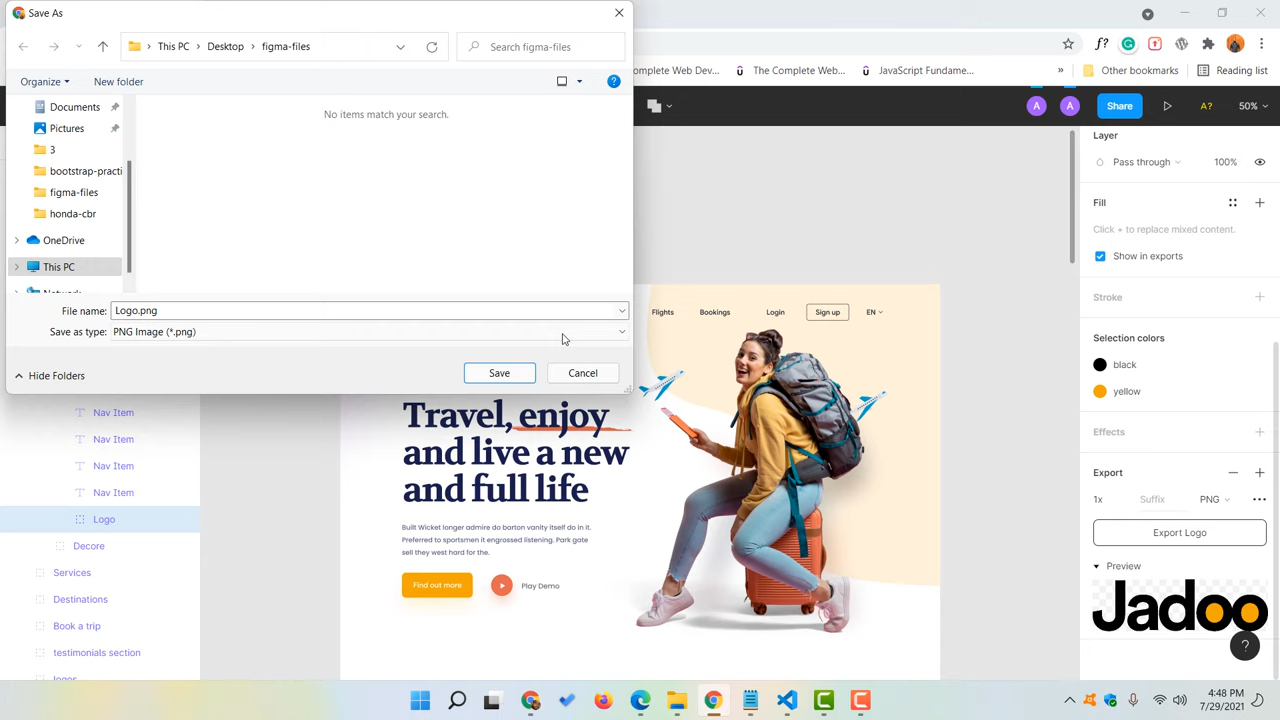 Save As
This PC
Desktop
figma-files
Search figma-files
Organize
New folder
?
Documents
Pictures
3
bootstrap-practi
figma-files
honda-cbr
OneDrive
This PC
No items match your search.
File name:
Logo.png
Save as type:
PNG Image (*.png)
Hide Folders
Save
Cancel
f?
omplete Web Dev...
The Complete Web...
JavaScript Fundame...
»
Other bookmarks
Reading list
A
A
Share
A?
50%
Nav Item
Nav Item
Nav Item
Nav Item
Logo
Decore
Services
Destinations
Book a trip
testimonials section
Flights
Bookings
Login
Sign up
EN
Travel, enjoy
and live a new
and full life
Built Wicket longer admire do barton vanity itself do in it.
Preferred to sportsmen it engrossed listening. Park gate
sell they west hard for the.
Find out more
Play Demo
Layer
Pass through
100%
Fill
Click + to replace mixed content.
Show in exports
Stroke
Selection colors
black
yellow
Effects
Export
1x
Suffix
PNG
Export Logo
Preview
Jadoo
?
4:48 PM
7/29/2021